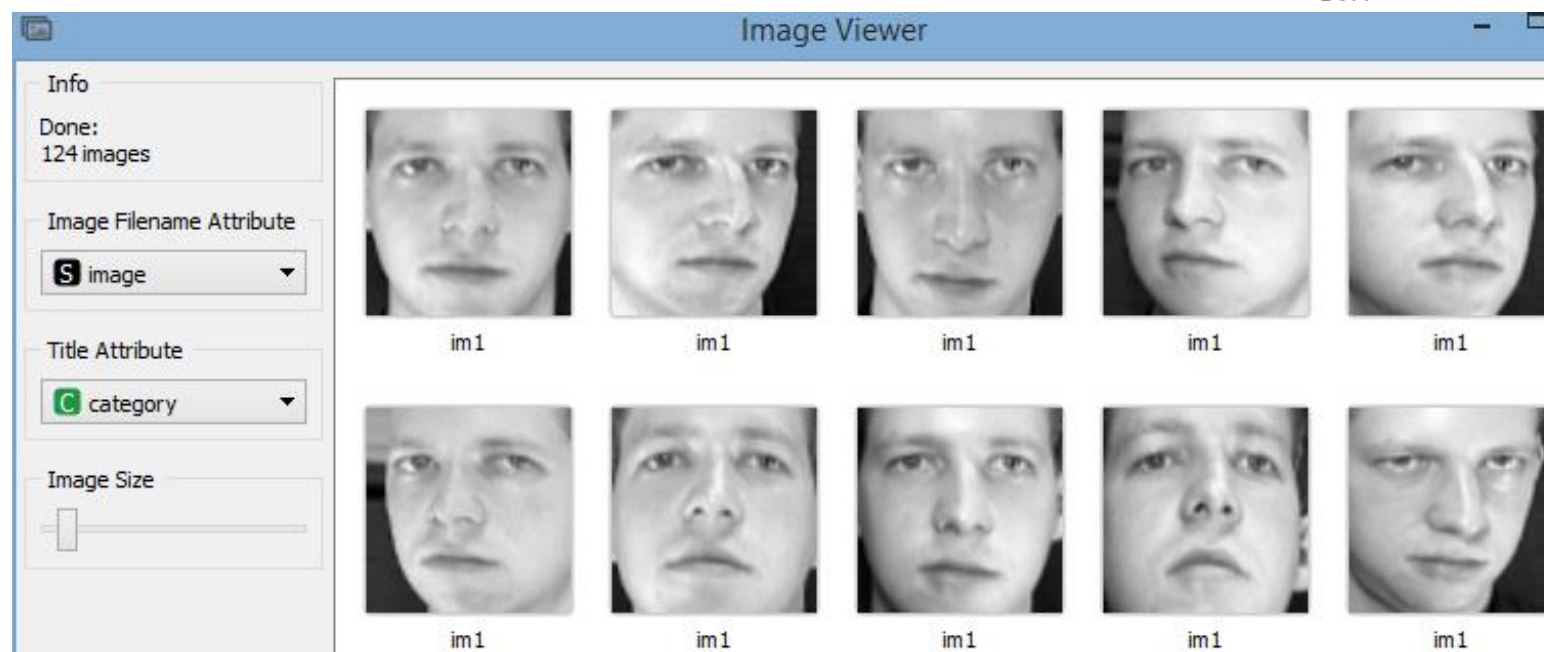 Image Viewer
Info
Done:
124 images
Image Filename Attribute
S image
Title Attribute
C category
Image Size
im1 im1 im1 im1 im1
im1 im1 im1 im1 im1